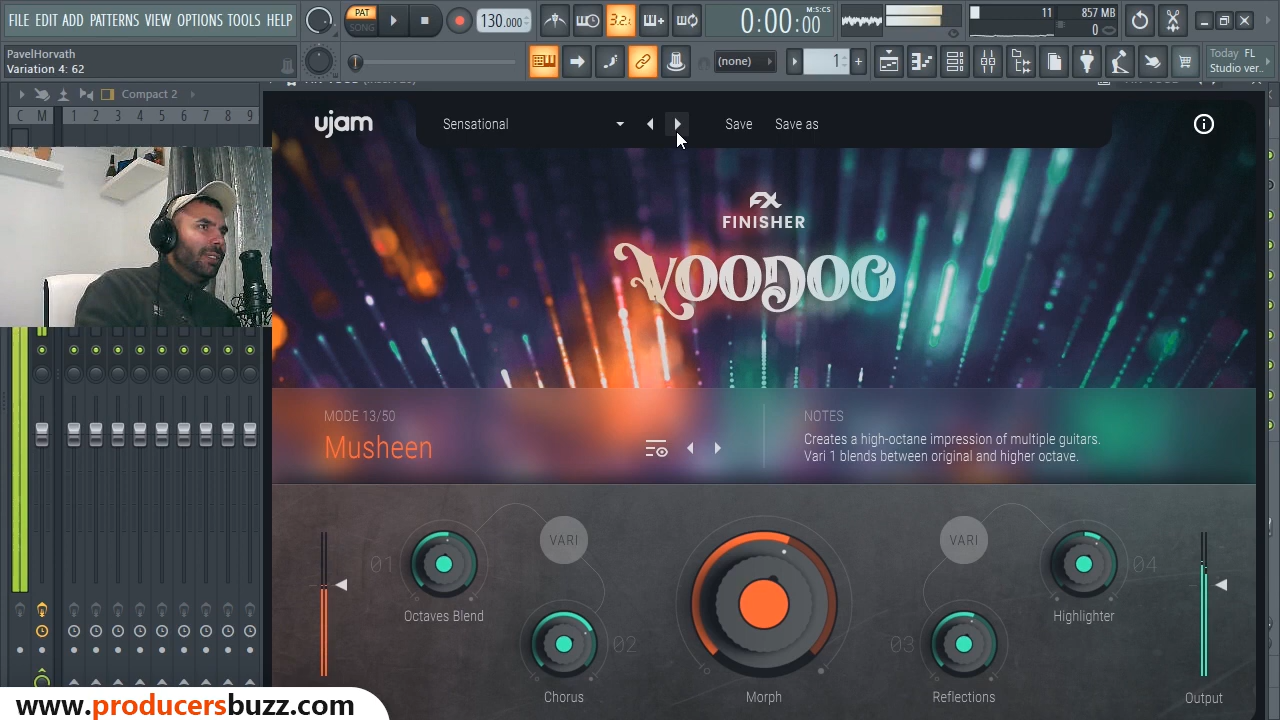 FILE EDIT ADD PATTERNS VIEW OPTIONS TOOLS HELP
PAT
SONG
130.000
3.2.
0:00:00
M:S:CS
11
857 MB
0
PavelHorvath
Variation 4: 62
(none)
1
Today FL
Studio ver..
Compact 2
C M 1 2 3 4 5 6 7 8 9
ujam
Sensational
Save
Save as
FX
FINISHER
VOODOO
MODE 13/50
Musheen
NOTES
Creates a high-octane impression of multiple guitars.
Vari 1 blends between original and higher octave.
01
VARI
VARI
04
Octaves Blend
Highlighter
02
03
Chorus
Morph
Reflections
Output
www.producersbuzz.com